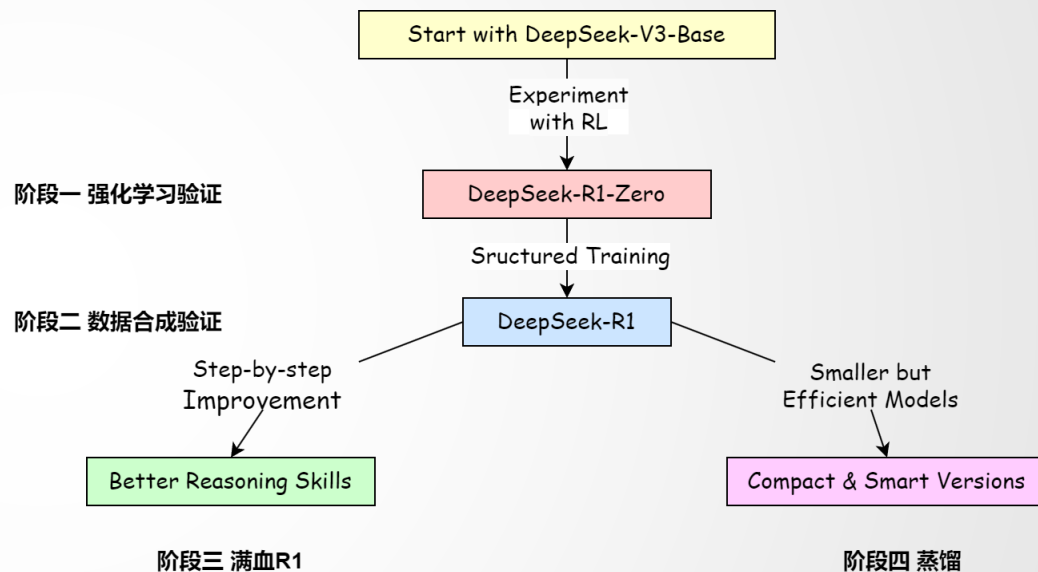 Start with DeepSeek-V3-Base
Experiment
with RL
阶段一 强化学习验证
DeepSeek-R1-Zero
Sructured Training
阶段二 数据合成验证
DeepSeek-R1
Step-by-step
Improvement
Smaller but
Efficient Models
Better Reasoning Skills
Compact & Smart Versions
阶段三 满血R1
阶段四 蒸馏